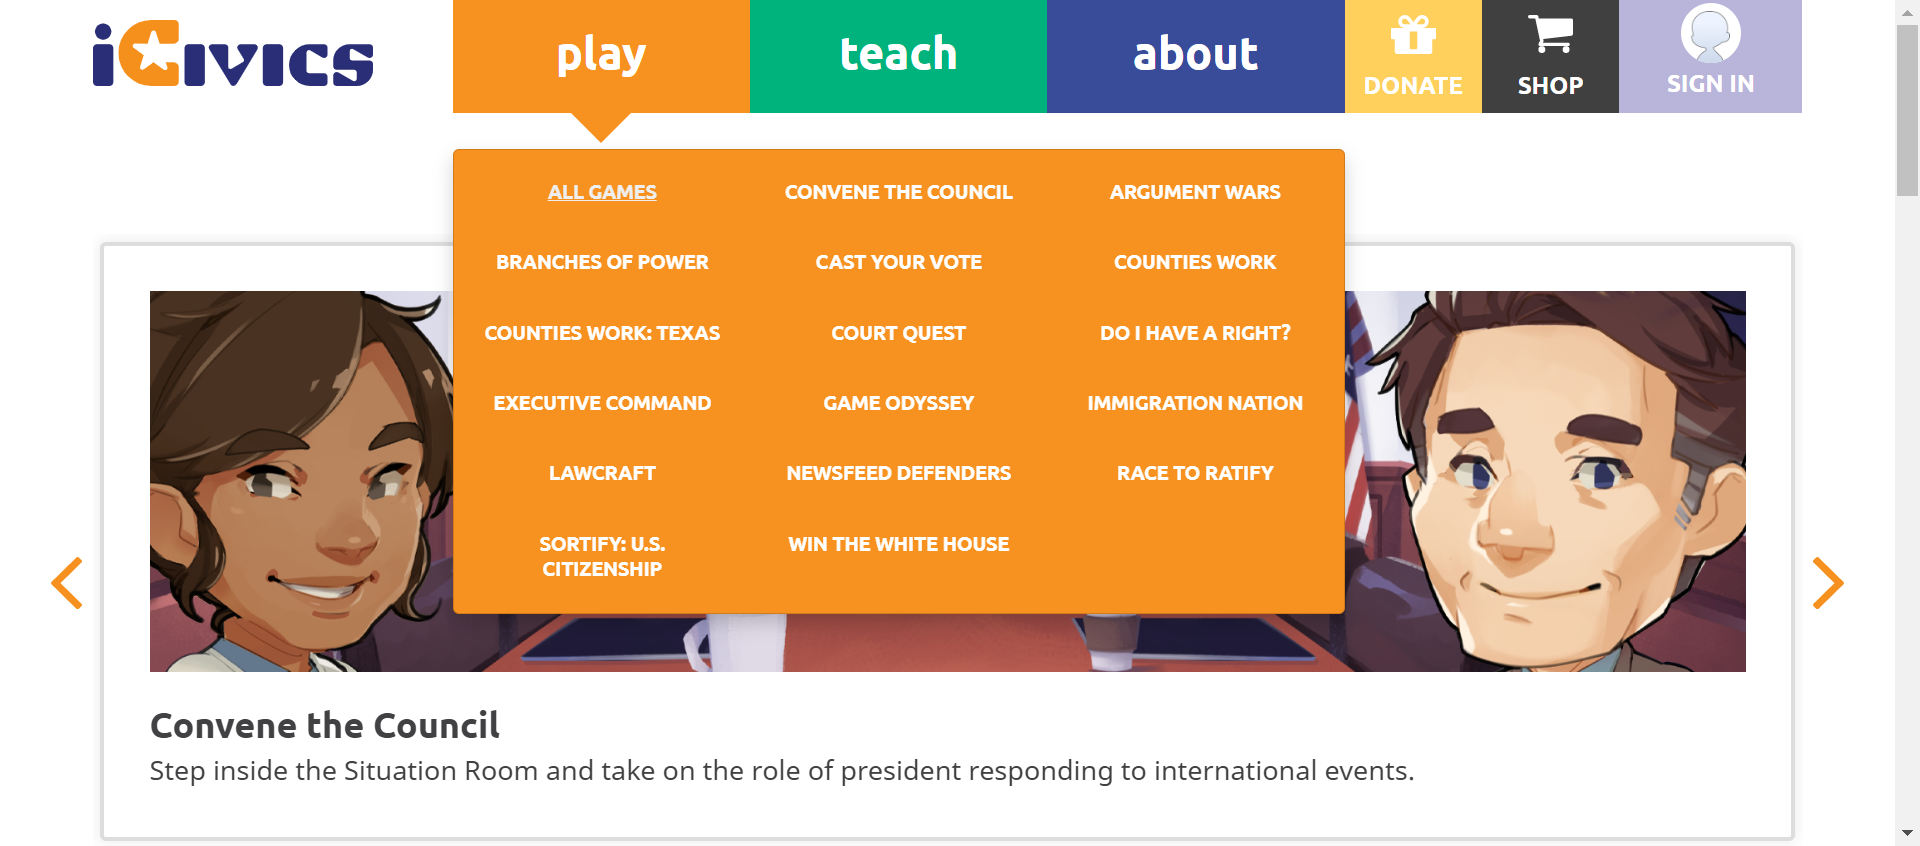 iCivics
play
teach
about
DONATE
SHOP
SIGN IN
ALL GAMES
CONVENE THE COUNCIL
ARGUMENT WARS
BRANCHES OF POWER
CAST YOUR VOTE
COUNTIES WORK
COUNTIES WORK: TEXAS
COURT QUEST
DO I HAVE A RIGHT?
EXECUTIVE COMMAND
GAME ODYSSEY
IMMIGRATION NATION
LAWCRAFT
NEWSFEED DEFENDERS
RACE TO RATIFY
SORTIFY: U.S.
CITIZENSHIP
WIN THE WHITE HOUSE
Convene the Council
Step inside the Situation Room and take on the role of president responding to international events.